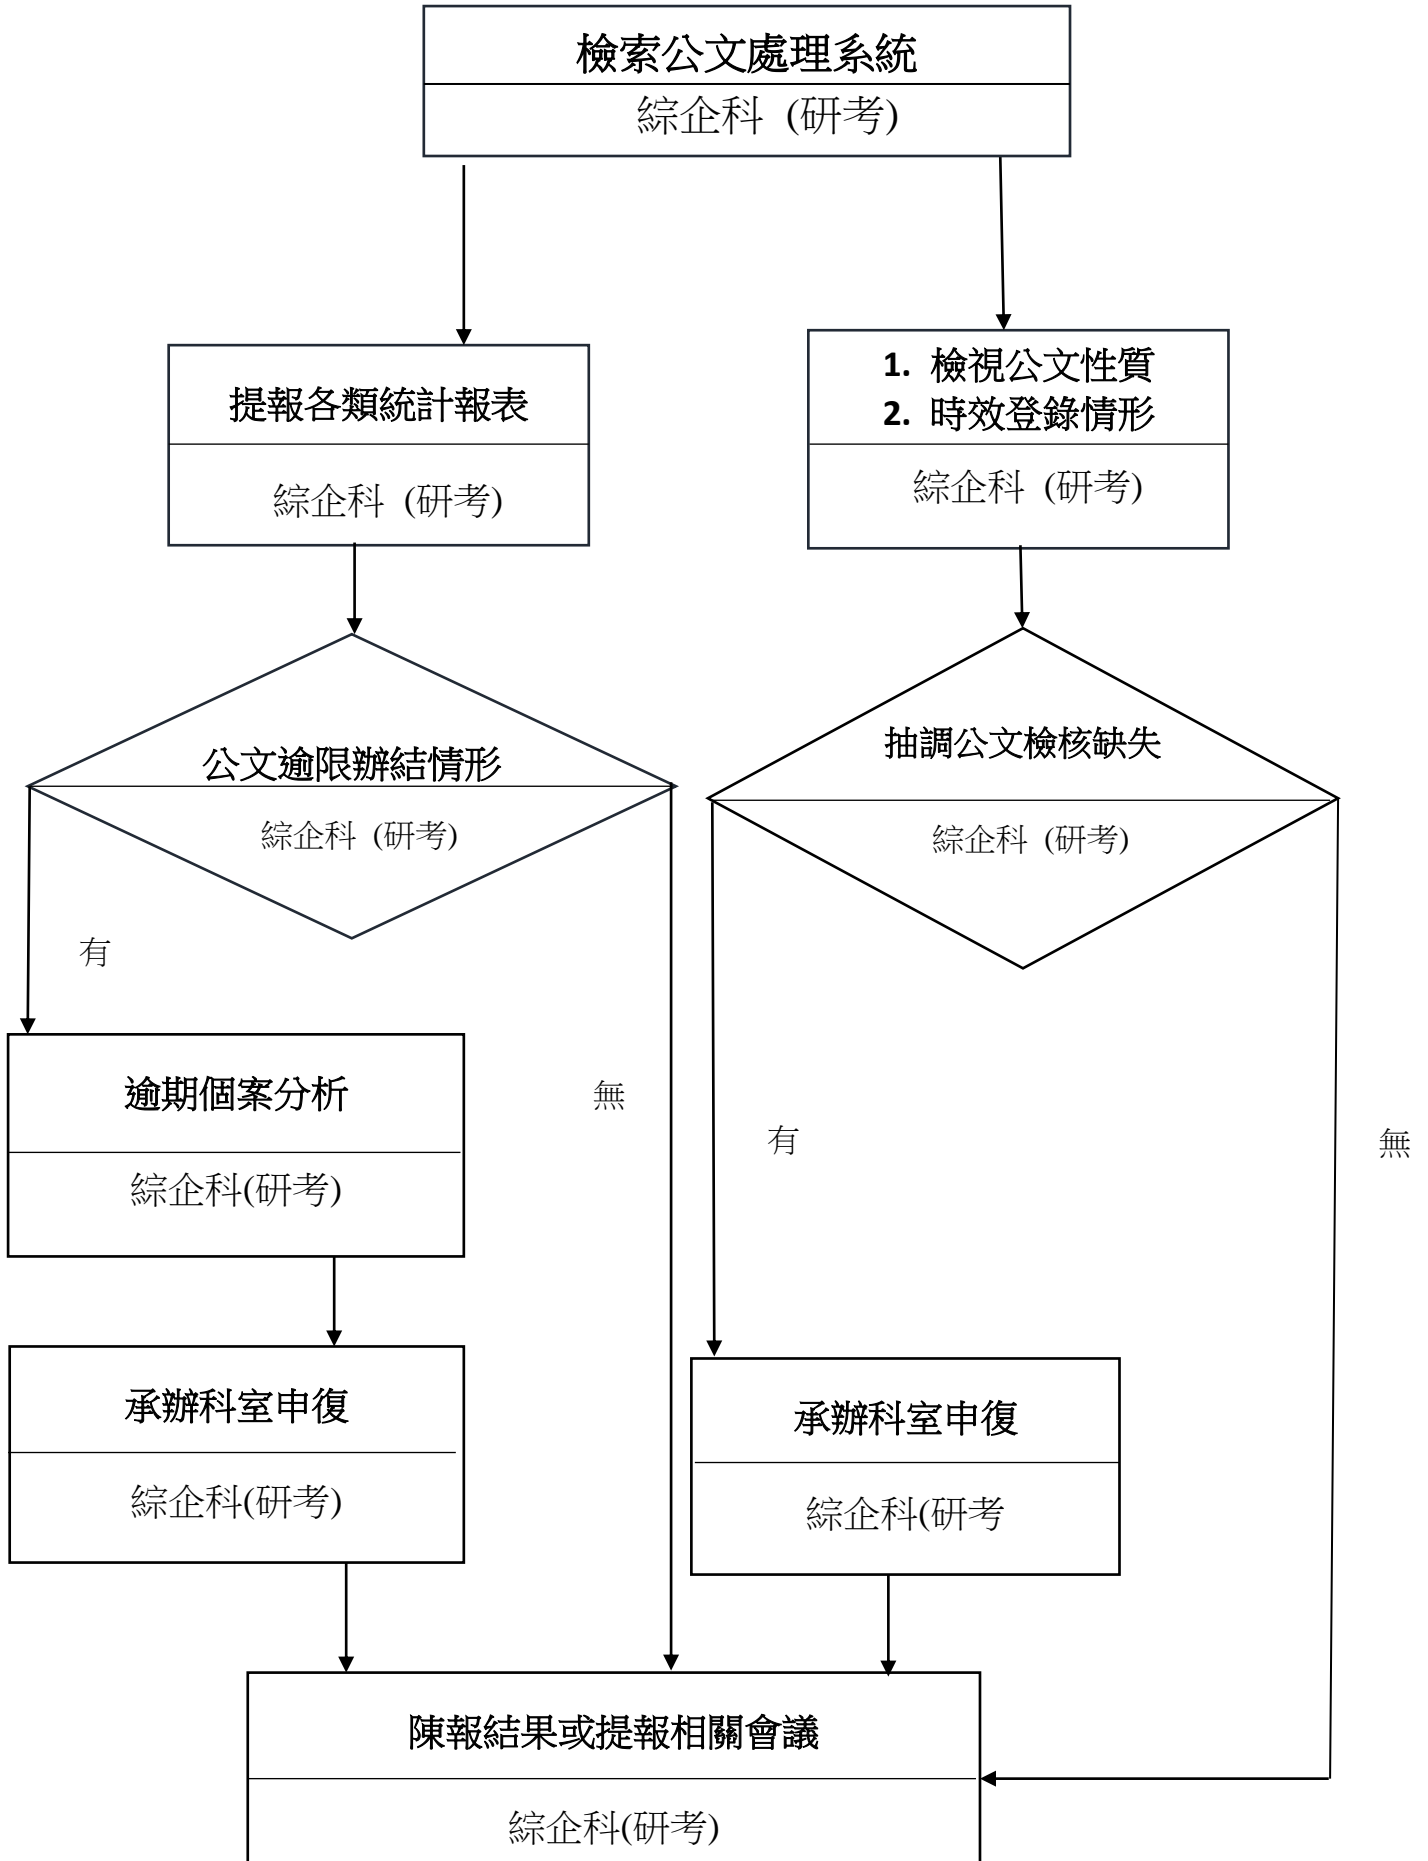 檢索公文處理系統
綜企科 (研考)
提報各類統計報表
綜企科 (研考)
1. 檢視公文性質
2. 時效登錄情形
綜企科 (研考)
公文逾限辦結情形
綜企科 (研考)
抽調公文檢核缺失
綜企科 (研考)
有
無
有
無
逾期個案分析
綜企科(研考)
承辦科室申復
綜企科(研考)
承辦科室申復
綜企科(研考
陳報結果或提報相關會議
綜企科(研考)